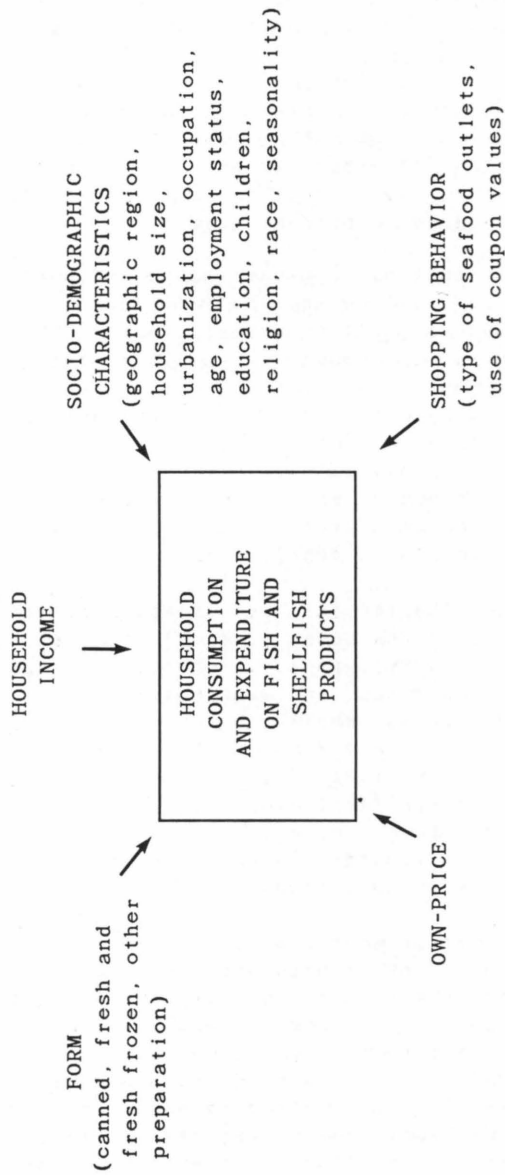 HOUSEHOLD
INCOME
FORM
(canned, fresh and
fresh frozen, other
preparation)
SOCIO-DEMOGRAPHIC
CHARACTERISTICS
(geographic region,
household size,
urbanization, occupation,
age, employment status,
education, children,
religion, race, seasonality)
HOUSEHOLD
CONSUMPTION
AND EXPENDITURE
ON FISH AND
SHELLFISH
PRODUCTS
OWN-PRICE
SHOPPING BEHAVIOR
(type of seafood outlets,
use of coupon values)